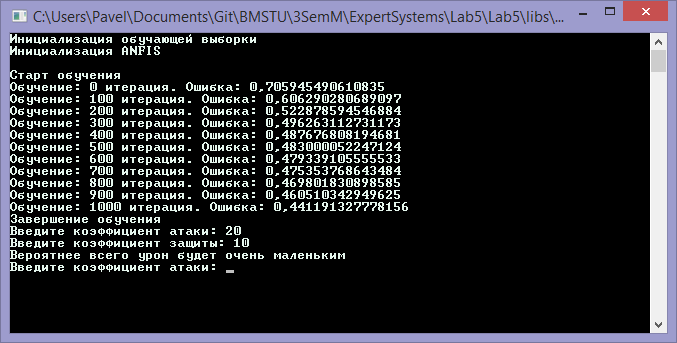 C:\Users\Pavel\Documents\Git\BMSTU\3SemM\ExpertSystems\Lab5\Lab5\libs\...
Инициализация обучающей выборки
Инициализация ANFIS
Старт обучения
Обучение: 0 итерация. Ошибка: 0,705945490610835
Обучение: 100 итерация. Ошибка: 0,606290280689097
Обучение: 200 итерация. Ошибка: 0,522878594546884
Обучение: 300 итерация. Ошибка: 0,496263112731173
Обучение: 400 итерация. Ошибка: 0,487676808194681
Обучение: 500 итерация. Ошибка: 0,483000052247124
Обучение: 600 итерация. Ошибка: 0,479339105555533
Обучение: 700 итерация. Ошибка: 0,475353768643484
Обучение: 800 итерация. Ошибка: 0,469801830898585
Обучение: 900 итерация. Ошибка: 0,460510342949625
Обучение: 1000 итерация. Ошибка: 0,441191327778156
Завершение обучения
Введите коэффициент атаки: 20
Введите коэффициент защиты: 10
Вероятнее всего урон будет очень маленьким
Введите коэффициент атаки: